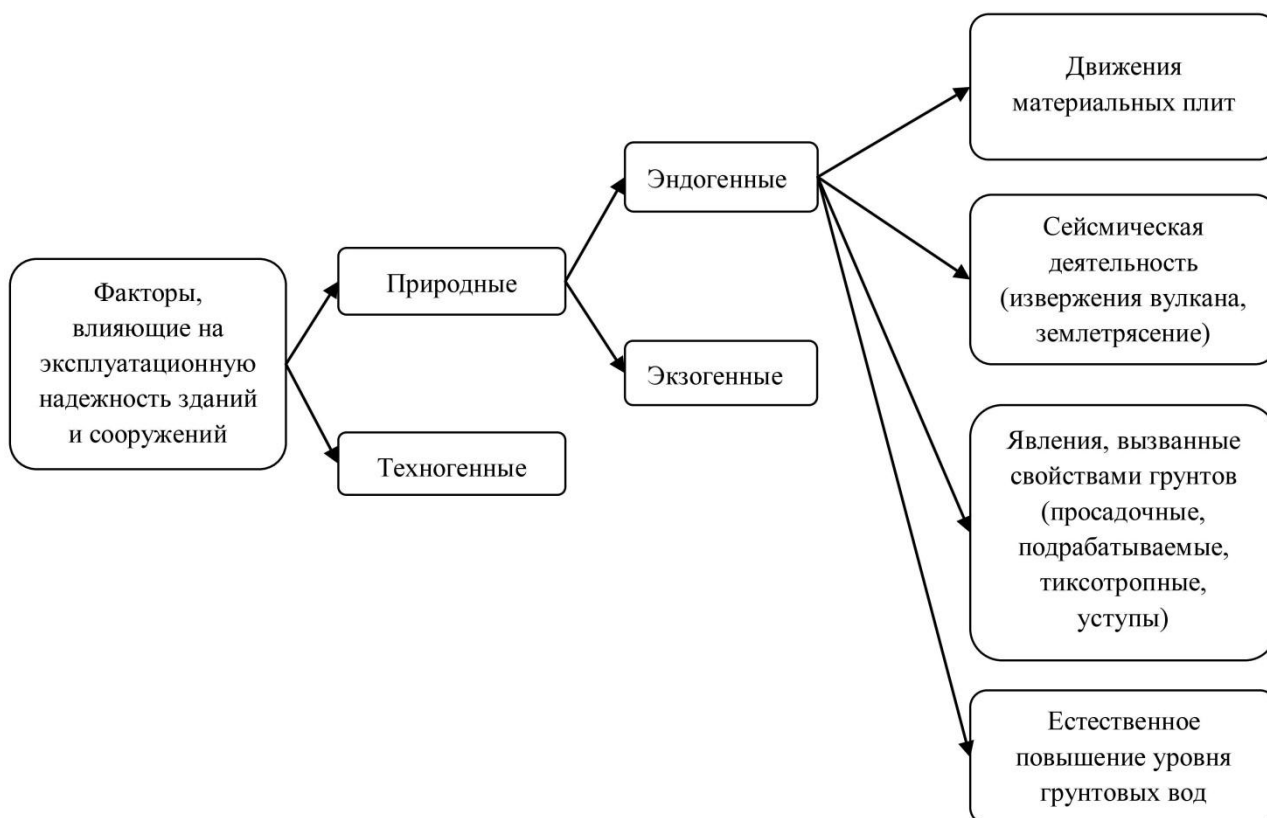 Факторы,
влияющие на
эксплуатационную
надежность зданий
и сооружений
Природные
Техногенные
Эндогенные
Экзогенные
Движения
материальных плит
Сейсмическая
деятельность
(извержения вулкана,
землетрясение)
Явления, вызванные
свойствами грунтов
(просадочные,
подрабатываемые,
тиксотропные,
уступы)
Естественное
повышение уровня
грунтовых вод